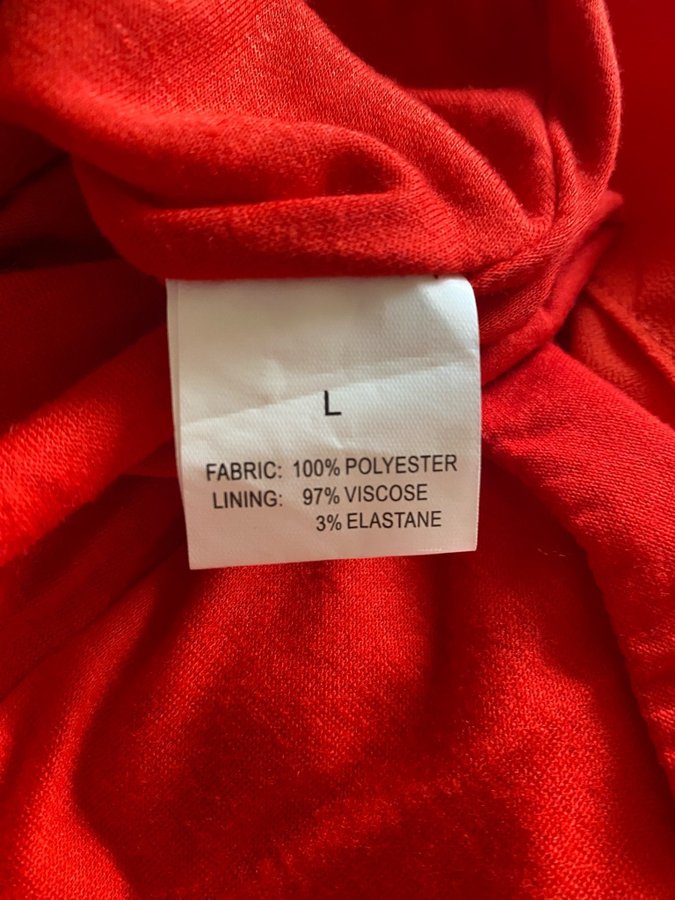 L
FABRIC: 100% POLYESTER
LINING: 97% VISCOSE
3% ELASTANE